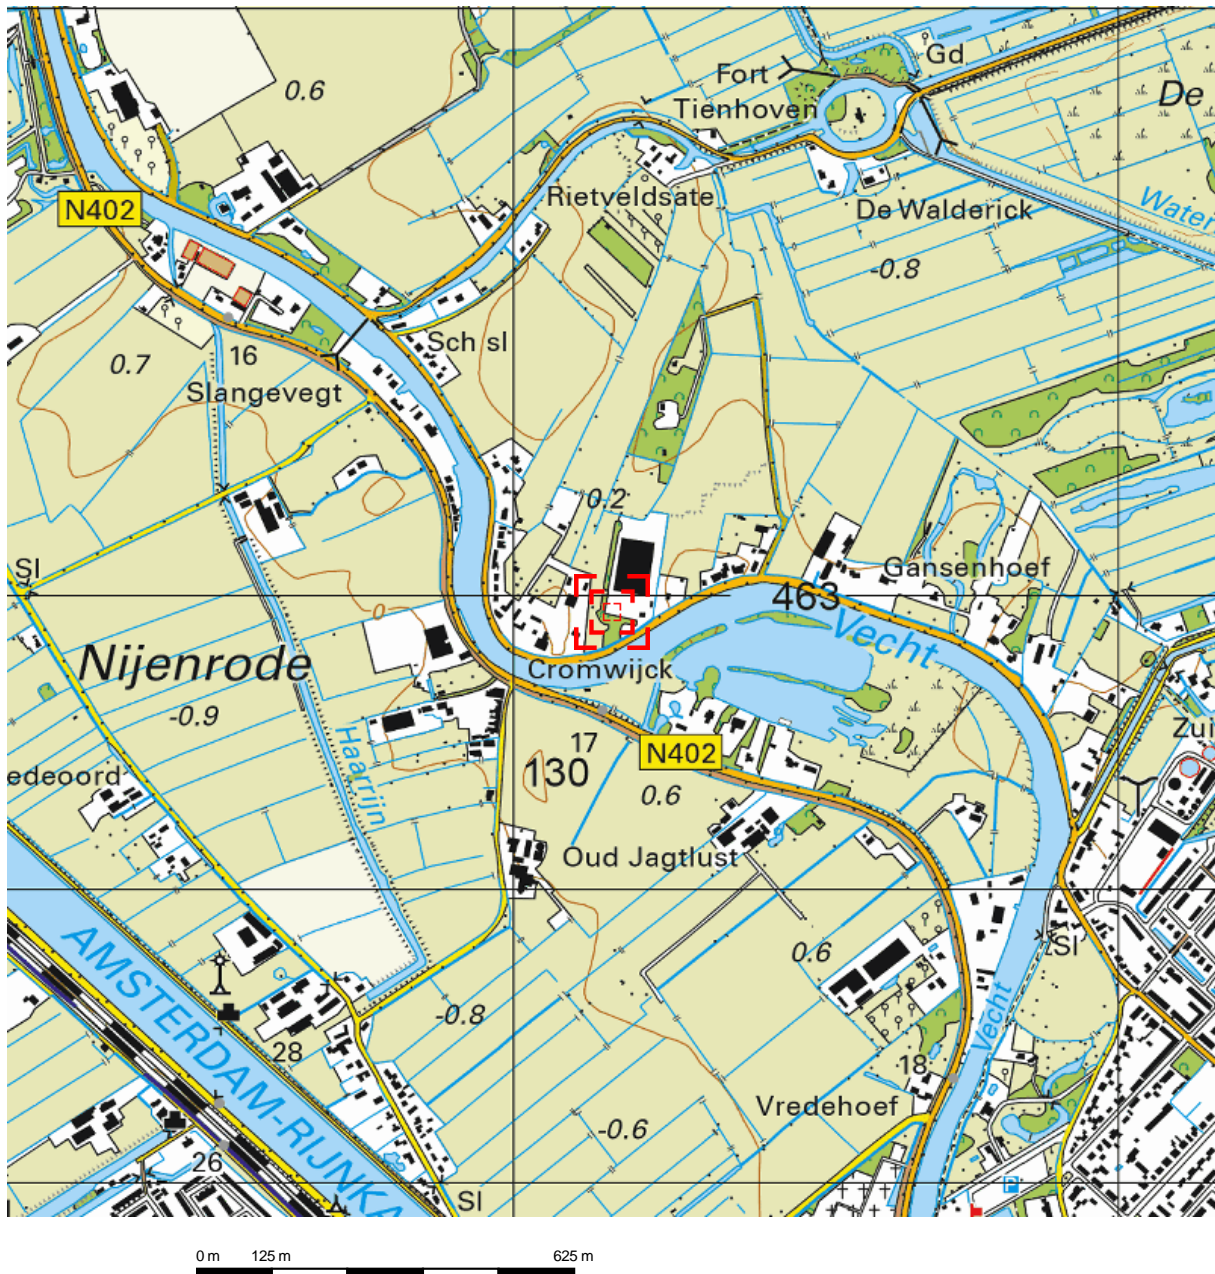 0.6
Gd
Fort
Tienhoven
De
N402
Rietveldsate
De Walderick
Water
-0.8
Sch sl
0.7
16
Slangevegt
0.2
Sl
Gansenhoef
463
0
Vecht
Nijenrode
Cromwijck
-0.9
Haarrijn
17
N402
Zui
edeoord
130
0.6
Oud Jagtlust
AMSTERDAM-RIJNKA
0.6
Sl
-0.8
Vecht
28
18
Vredehoef
-0.6
26
P
Sl
0 m 125 m 625 m